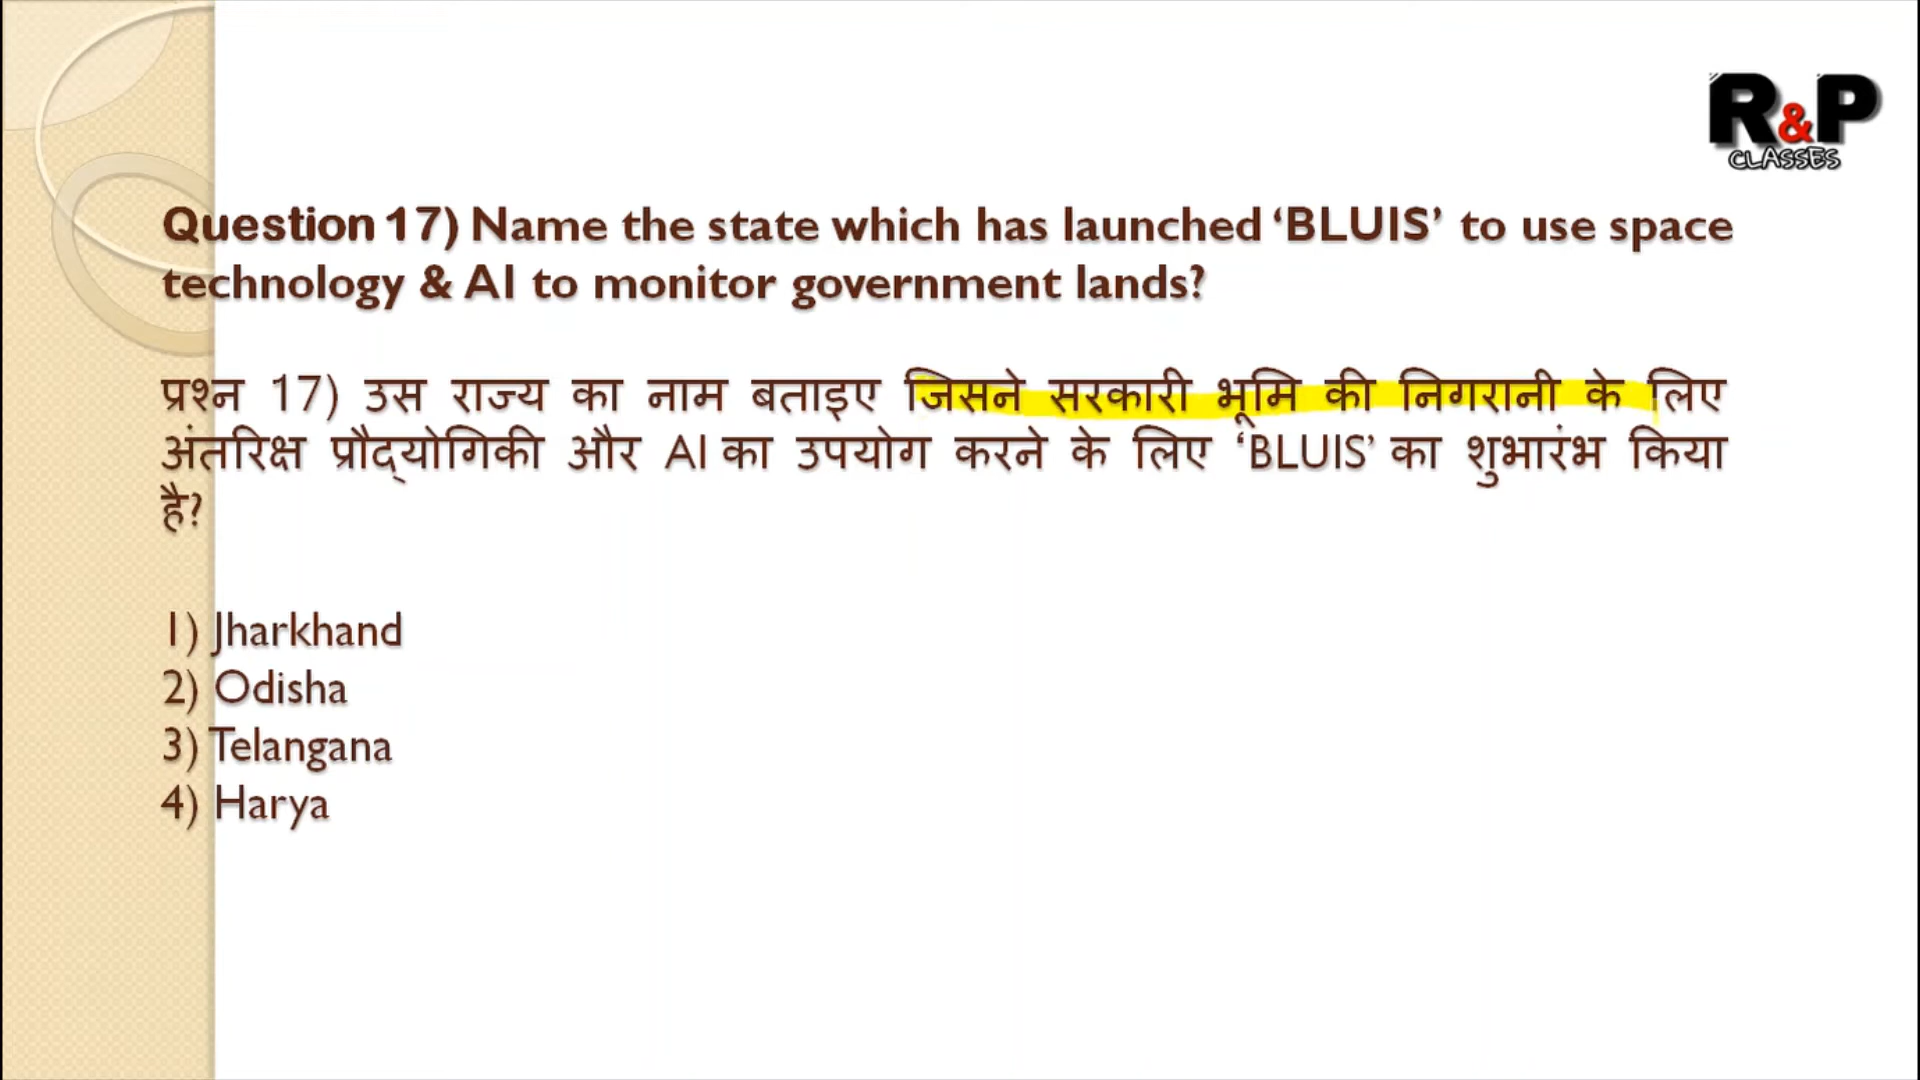 R&P
CLASSES
Question 17) Name the state which has launched ‘BLUIS’ to use space
technology & AI to monitor government lands?
प्रश्न 17) उस राज्य का नाम बताइए जिसने सरकारी भूमि की निगरानी के लिए
अंतरिक्ष प्रौद्योगिकी और AI का उपयोग करने के लिए ‘BLUIS’ का शुभारंभ किया
है?
1) Jharkhand
2) Odisha
3) Telangana
4) Harya